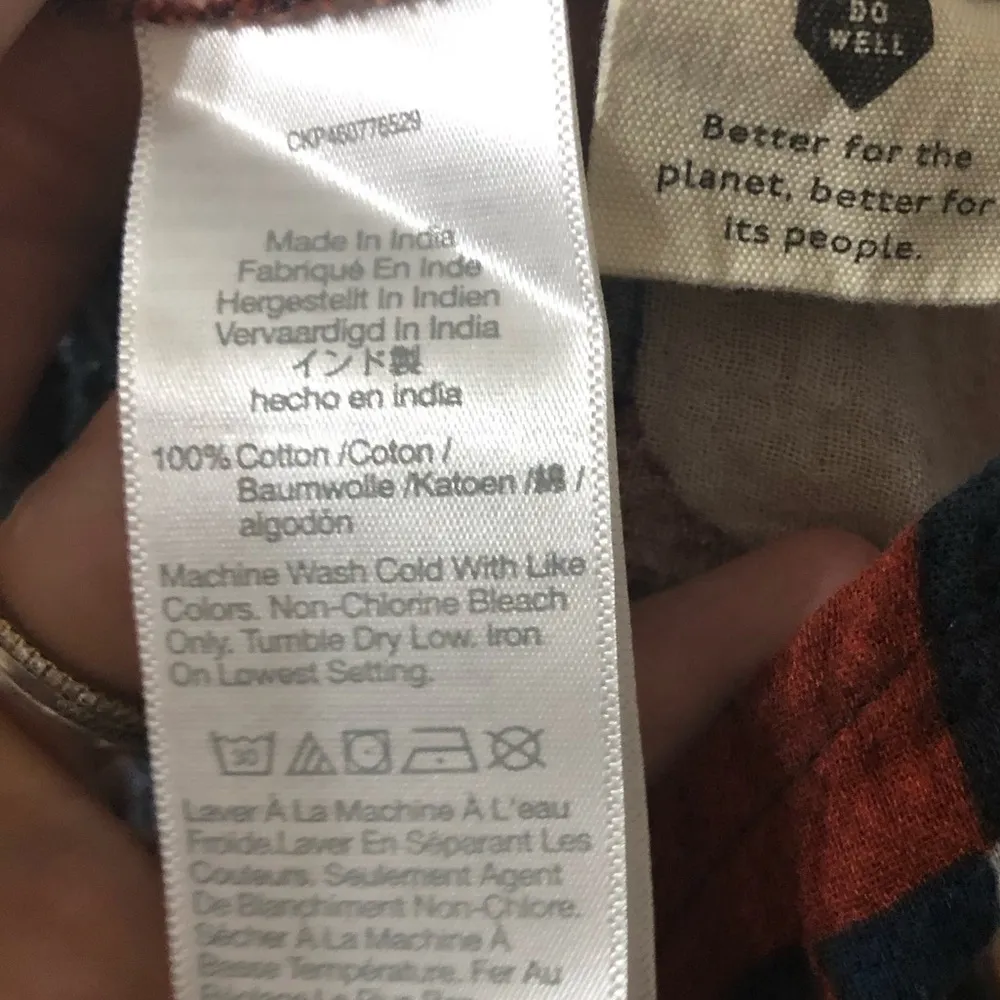 CKP460776529
Made In India
Fabriqué En Inde
Hergestellt In Indien
Vervaardigd In India
インド製
hecho en india
100% Cotton /Coton /
Baumwolle /Katoen /綿 /
algodón
Machine Wash Cold With Like
Colors. Non-Chlorine Bleach
Only. Tumble Dry Low. Iron
On Lowest Setting.
30
Laver À La Machine À L'eau
Froide.Laver En Séparant Les
Couleurs. Seulement Agent
De Blanchiment Non-Chlore.
Sécher À La Machine À
Basse Température. Fer Au
Réglage Le Plus Bas.
DO
WELL
Better for the
planet, better for
its people.